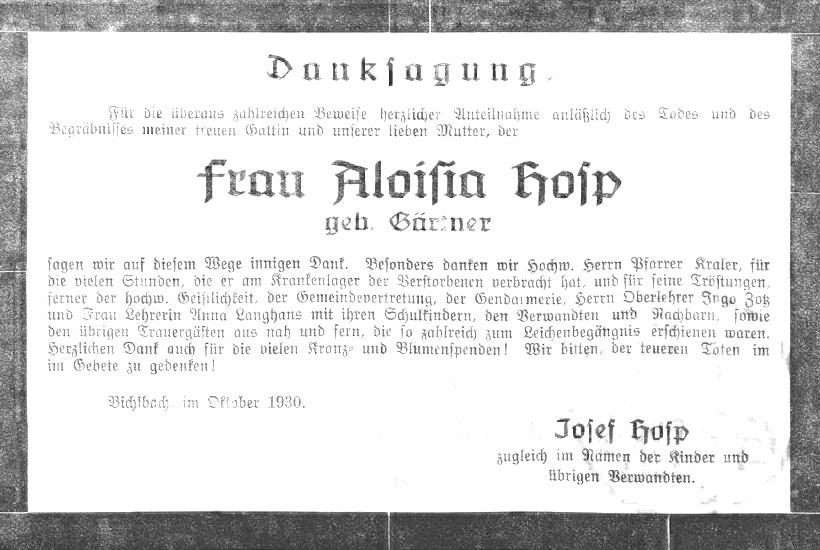 Danksagung.
Für die überaus zahlreichen Beweise herzlicher Anteilnahme anläßlich des Todes und des
Begräbnisses meiner treuen Gattin und unserer lieben Mutter, der
Frau Aloisia Hosp
geb. Gärtner
sagen wir auf diesem Wege innigen Dank. Besonders danken wir Hochw. Herrn Pfarrer Kraler, für
die vielen Stunden, die er am Krankenlager der Verstorbenen verbracht hat, und für seine Tröstungen,
ferner der hochw. Geistlichkeit, der Gemeindevertretung, der Gendarmerie, Herrn Oberlehrer Ingo Zotz
und Frau Lehrerin Anna Langhans mit ihren Schulkindern, den Verwandten und Nachbarn, sowie
den übrigen Trauergästen aus nah und fern, die so zahlreich zum Leichenbegängnis erschienen waren.
Herzlichen Dank auch für die vielen Kranz- und Blumenspenden! Wir bitten, der teueren Toten im
im Gebete zu gedenken!
Bichlbach, im Oktober 1930.
Josef Hosp
zugleich im Namen der Kinder und
übrigen Verwandten.